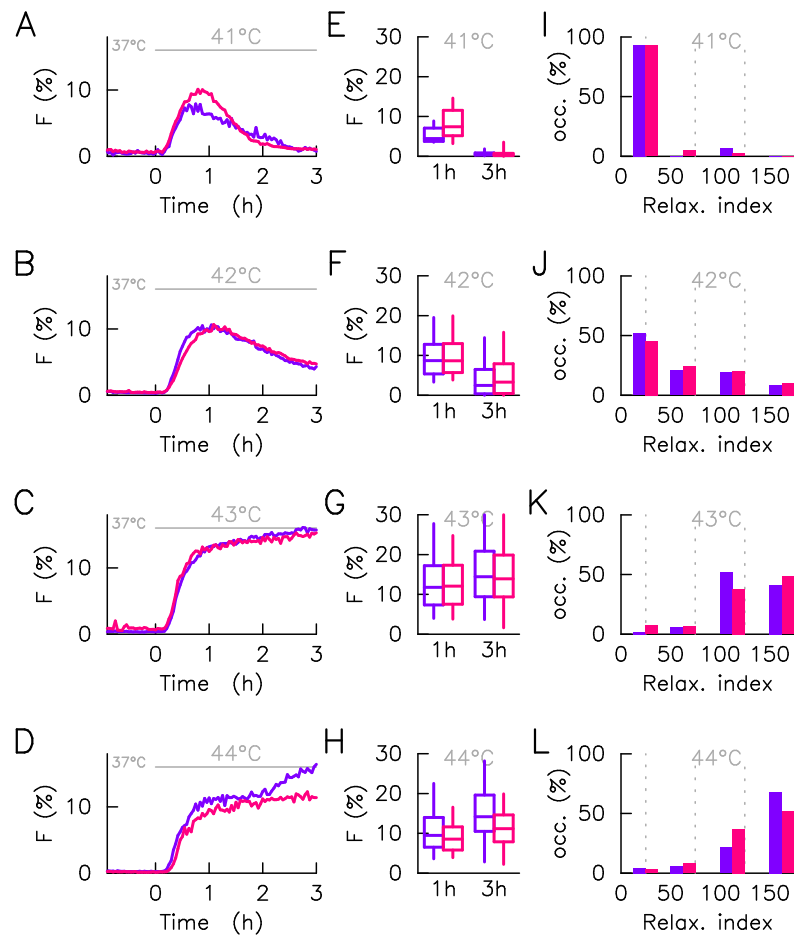 A
37°C
41°C
10
0
F (%)
0 1 2 3
Time (h)
E
41°C
30
20
10
0
F (%)
1h 3h
I
41°C
100
50
0
occ. (%)
0 50 100 150
Relax. index
B
37°C
42°C
10
0
F (%)
0 1 2 3
Time (h)
F
42°C
30
20
10
0
F (%)
1h 3h
J
42°C
100
50
0
occ. (%)
0 50 100 150
Relax. index
C
37°C
43°C
10
0
F (%)
0 1 2 3
Time (h)
G
43°C
30
20
10
0
F (%)
1h 3h
K
43°C
100
50
0
occ. (%)
0 50 100 150
Relax. index
D
37°C
44°C
10
0
F (%)
0 1 2 3
Time (h)
H
44°C
30
20
10
0
F (%)
1h 3h
L
44°C
100
50
0
occ. (%)
0 50 100 150
Relax. index